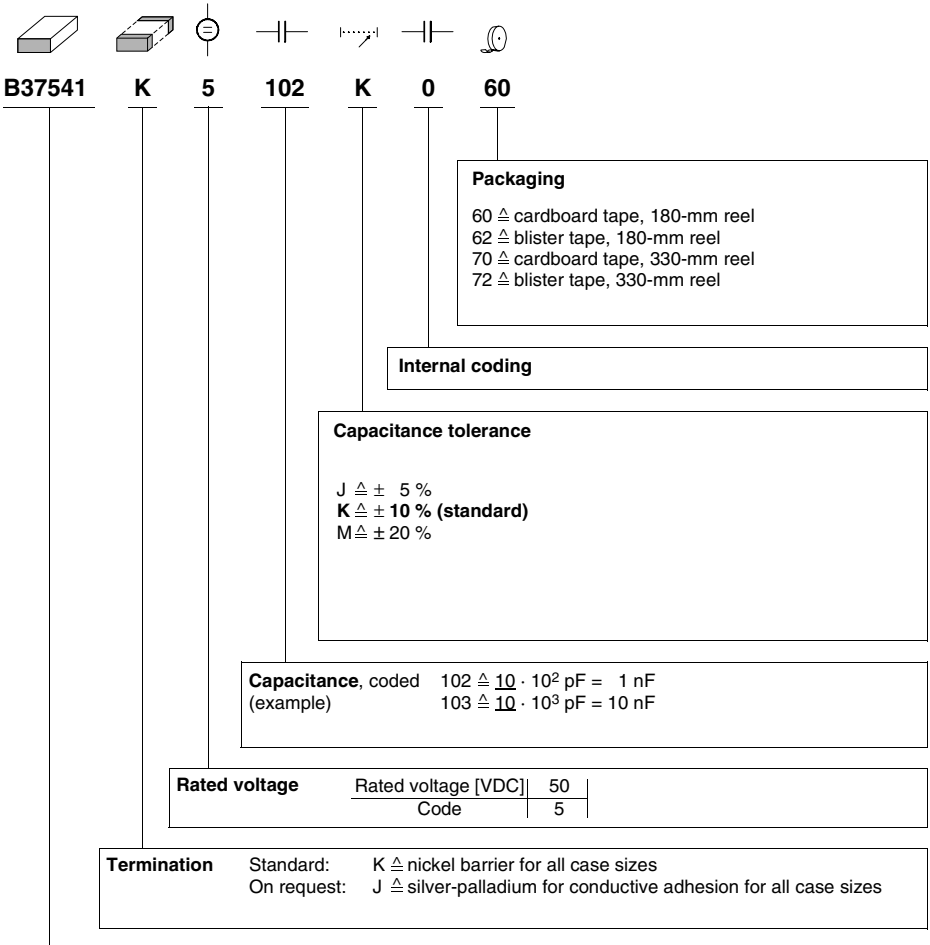 B37541 K 5 102 K 0 60
Packaging
60 ≙ cardboard tape, 180-mm reel
62 ≙ blister tape, 180-mm reel
70 ≙ cardboard tape, 330-mm reel
72 ≙ blister tape, 330-mm reel
Internal coding
Capacitance tolerance
J ≙ ± 5 %
K ≙ ± 10 % (standard)
M ≙ ± 20 %
Capacitance, coded 102 ≙ 10 · 10² pF = 1 nF
(example) 103 ≙ 10 · 10³ pF = 10 nF
Rated voltage Rated voltage [VDC] 50
Code 5
Termination Standard: K ≙ nickel barrier for all case sizes
On request: J ≙ silver-palladium for conductive adhesion for all case sizes